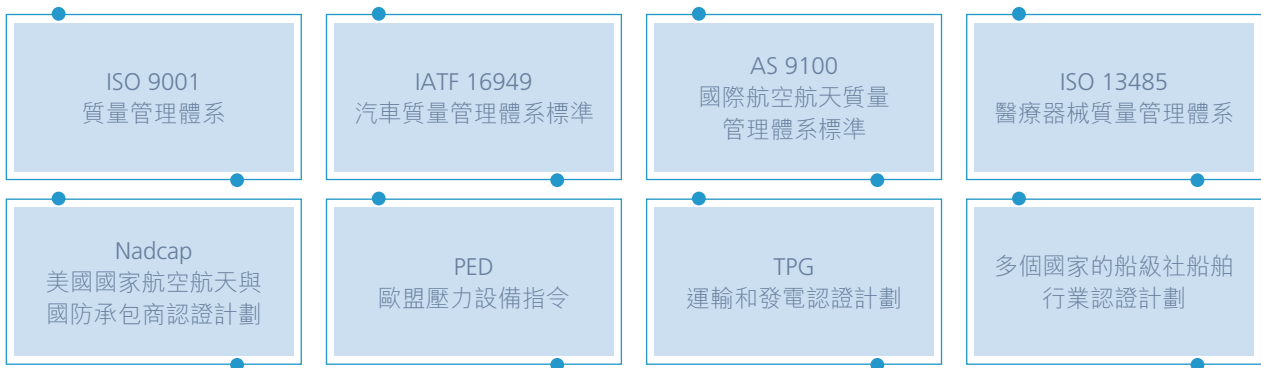 ISO 9001
質量管理體系
IATF 16949
汽車質量管理體系標準
AS 9100
國際航空航天質量
管理體系標準
ISO 13485
醫療器械質量管理體系
Nadcap
美國國家航空航天與
國防承包商認證計劃
PED
歐盟壓力設備指令
TPG
運輸和發電認證計劃
多個國家的船級社船舶
行業認證計劃